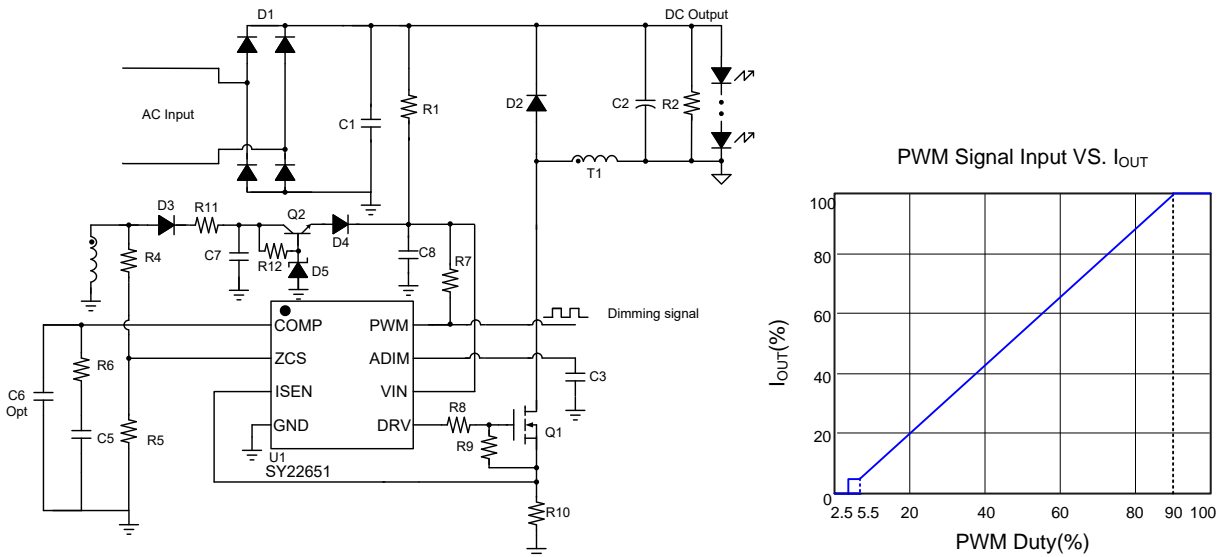 D1
DC Output
AC Input
C1
R1
D2
C2
R2
T1
D3
R11
Q2
D4
R4
C7
R12
D5
C8
R7
COMP
PWM
Dimming signal
ZCS
ADIM
ISEN
VIN
GND
DRV
U1
SY22651
C6
Opt
R6
C5
R5
C3
R8
R9
Q1
R10
PWM Signal Input VS. IOUT
IOUT(%)
100
80
60
40
20
0
2.5 5.5 20 40 60 80 90 100
PWM Duty(%)